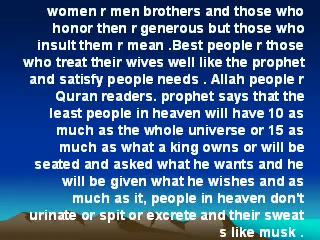 women r men brothers and those who
honor then r generous but those who
insult them r mean .Best people r those
who treat their wives well like the prophet
and satisfy people needs . Allah people r
Quran readers. prophet says that the
least people in heaven will have 10 as
much as the whole universe or 15 as
much as what a king owns or will be
seated and asked what he wants and he
will be given what he wishes and as
much as it, people in heaven don't
urinate or spit or excrete and their sweat
s like musk .